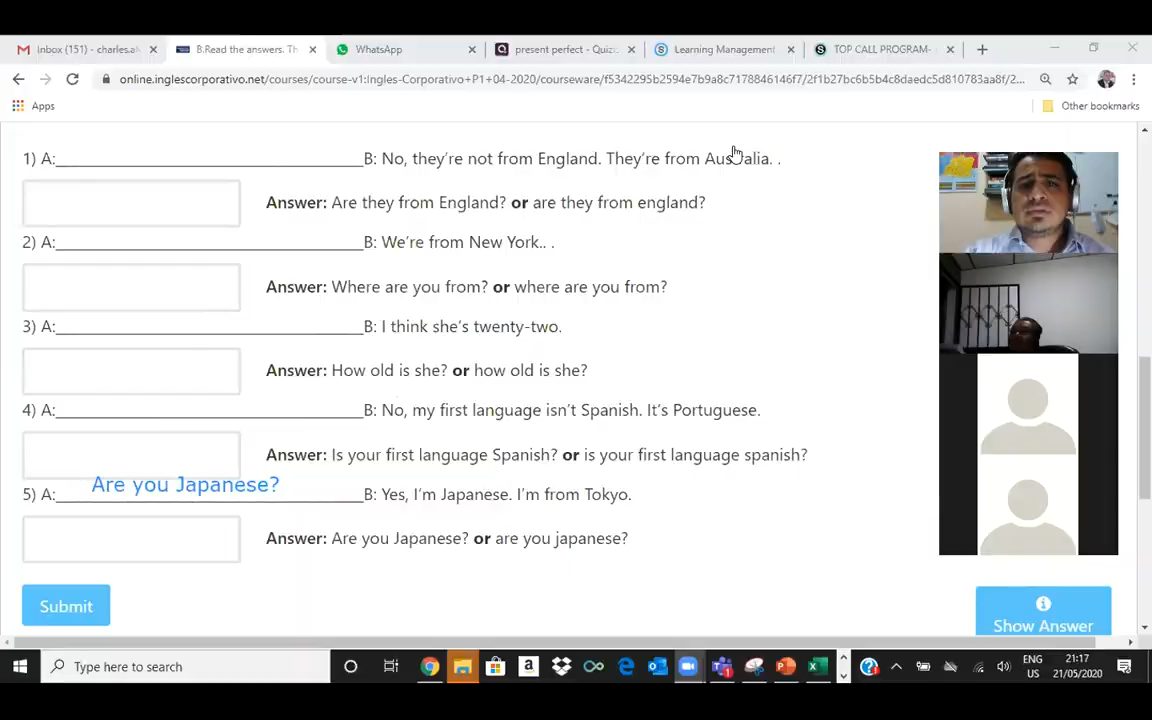 Inbox (151) - charles.al
B.Read the answers. Th
WhatsApp
present perfect - Quiziz
Learning Management
TOP CALL PROGRAM-
online.inglescorporativo.net/courses/course-v1:Ingles-Corporativo+P1+04-2020/courseware/f5342295b2594e7b9a8c7178846146f7/2f1b27bc6b5b4c8daedc5d810783aa8f/2...
Apps
Other bookmarks
1) A:_________________________________B: No, they're not from England. They're from Australia. .
Answer: Are they from England? or are they from england?
2) A:_________________________________B: We're from New York.. .
Answer: Where are you from? or where are you from?
3) A:_________________________________B: I think she's twenty-two.
Answer: How old is she? or how old is she?
4) A:_________________________________B: No, my first language isn't Spanish. It's Portuguese.
Answer: Is your first language Spanish? or is your first language spanish?
Are you Japanese?
5) A:_________________________________B: Yes, I'm Japanese. I'm from Tokyo.
Answer: Are you Japanese? or are you japanese?
Submit
Show Answer
Type here to search
ENG
US
21:17
21/05/2020